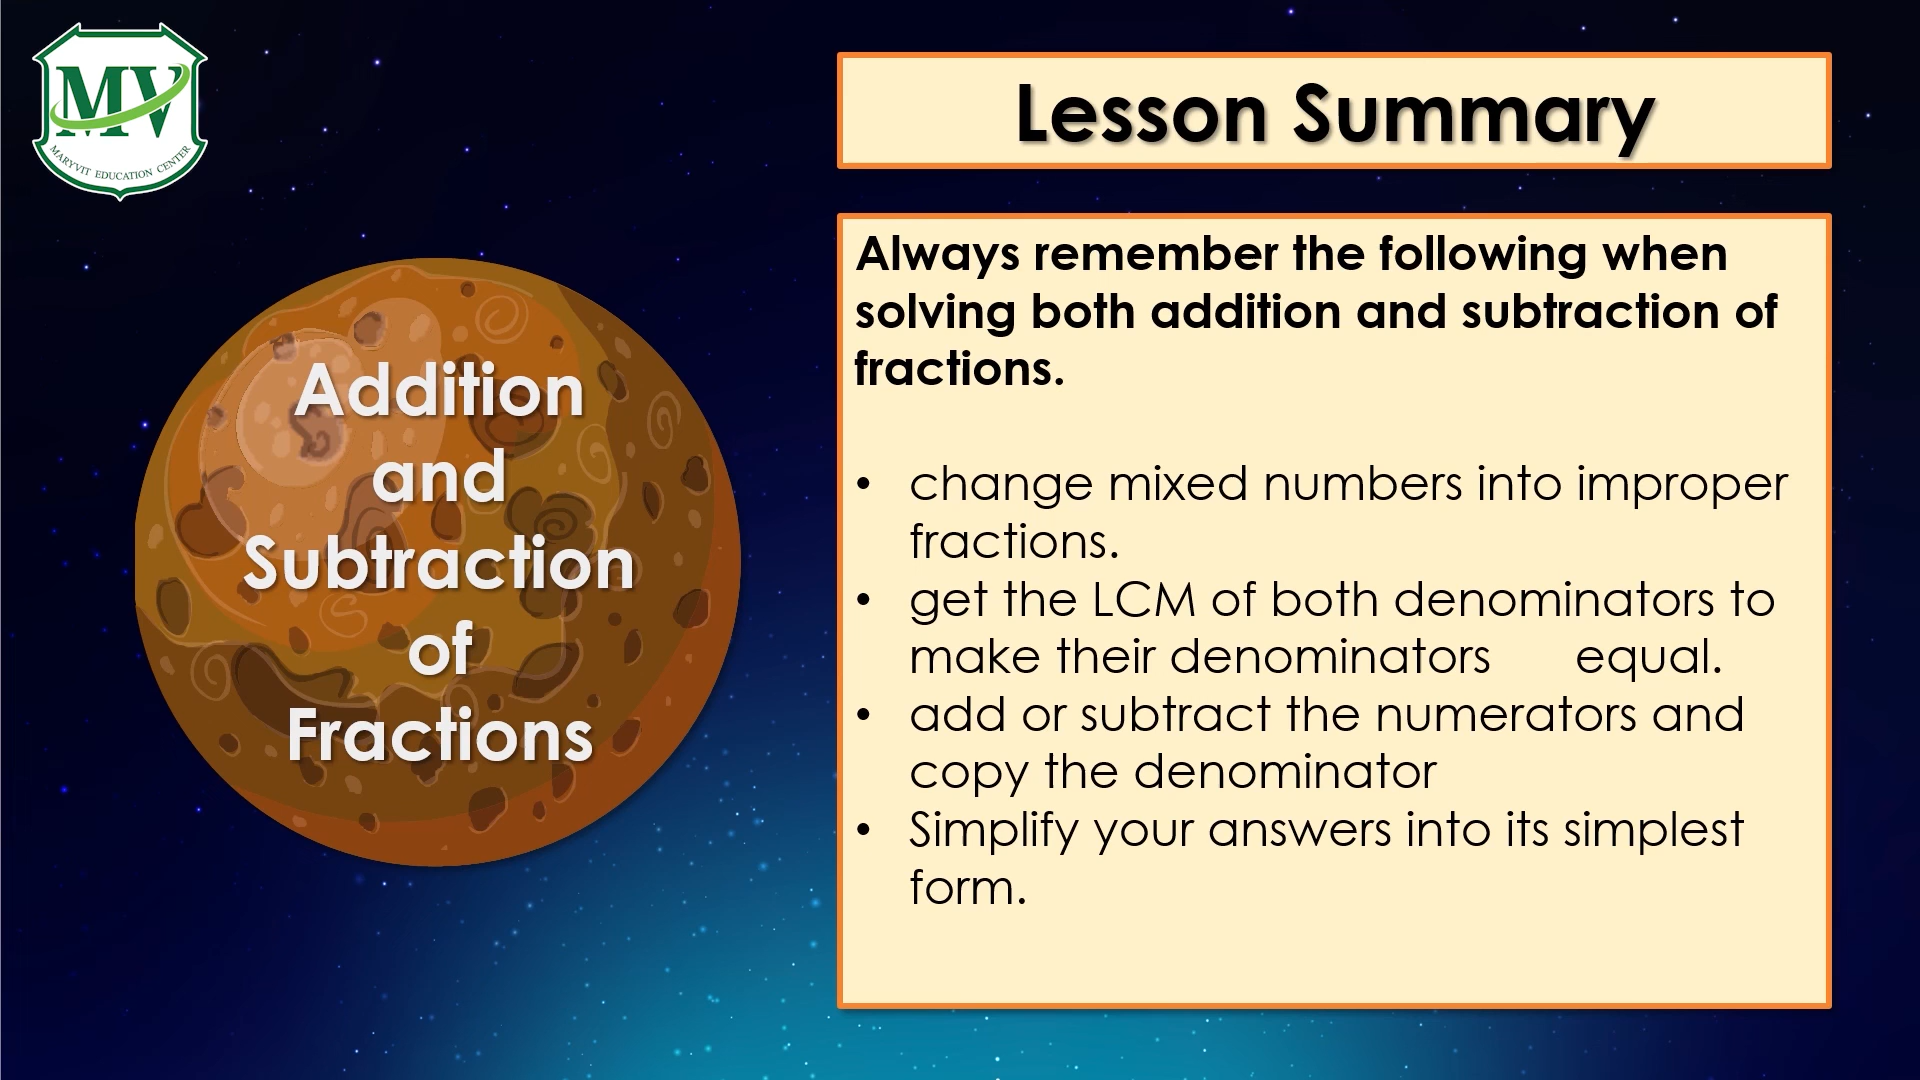 MV
MARYVIT EDUCATION CENTER
Addition
and
Subtraction
of
Fractions
Lesson Summary
Always remember the following when
solving both addition and subtraction of
fractions.
• change mixed numbers into improper
fractions.
• get the LCM of both denominators to
make their denominators equal.
• add or subtract the numerators and
copy the denominator
• Simplify your answers into its simplest
form.